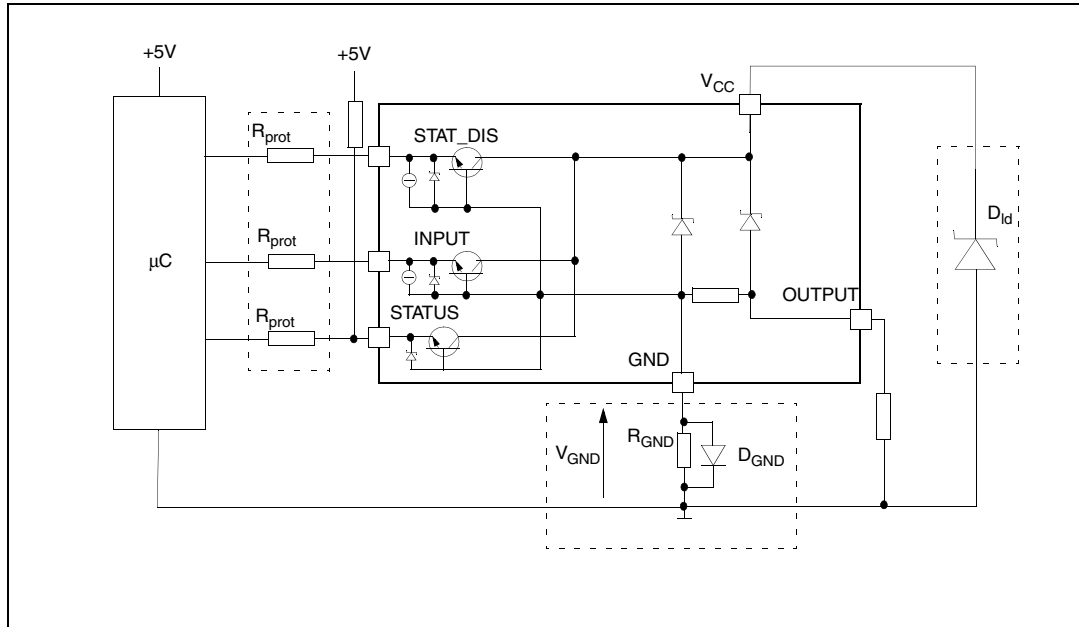 +5V
+5V
V_CC
R_prot
STAT_DIS
D_ld
R_prot
INPUT
μC
OUTPUT
R_prot
STATUS
GND
R_GND
V_GND
D_GND